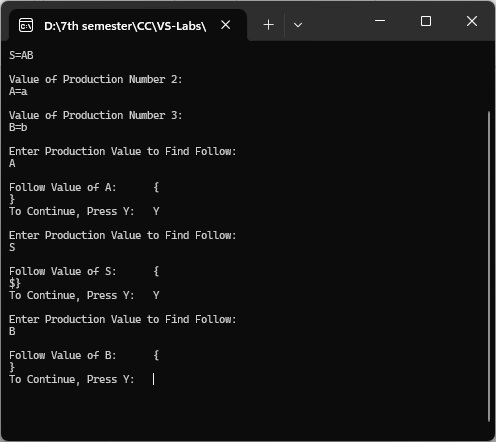 D:\7th semester\CC\VS-Labs\
S=AB
Value of Production Number 2:
A=a
Value of Production Number 3:
B=b
Enter Production Value to Find Follow:
A
Follow Value of A: {
}
To Continue, Press Y: Y
Enter Production Value to Find Follow:
S
Follow Value of S: {
$}
To Continue, Press Y: Y
Enter Production Value to Find Follow:
B
Follow Value of B: {
}
To Continue, Press Y: